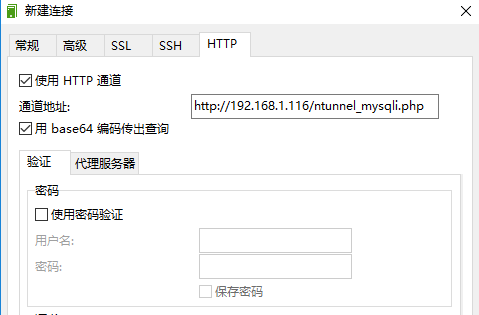 新建连接
常规 高级 SSL SSH HTTP
使用 HTTP 通道
通道地址: http://192.168.1.116/ntunnel_mysqli.php
用 base64 编码传出查询
验证 代理服务器
密码
使用密码验证
用户名:
密码:
保存密码